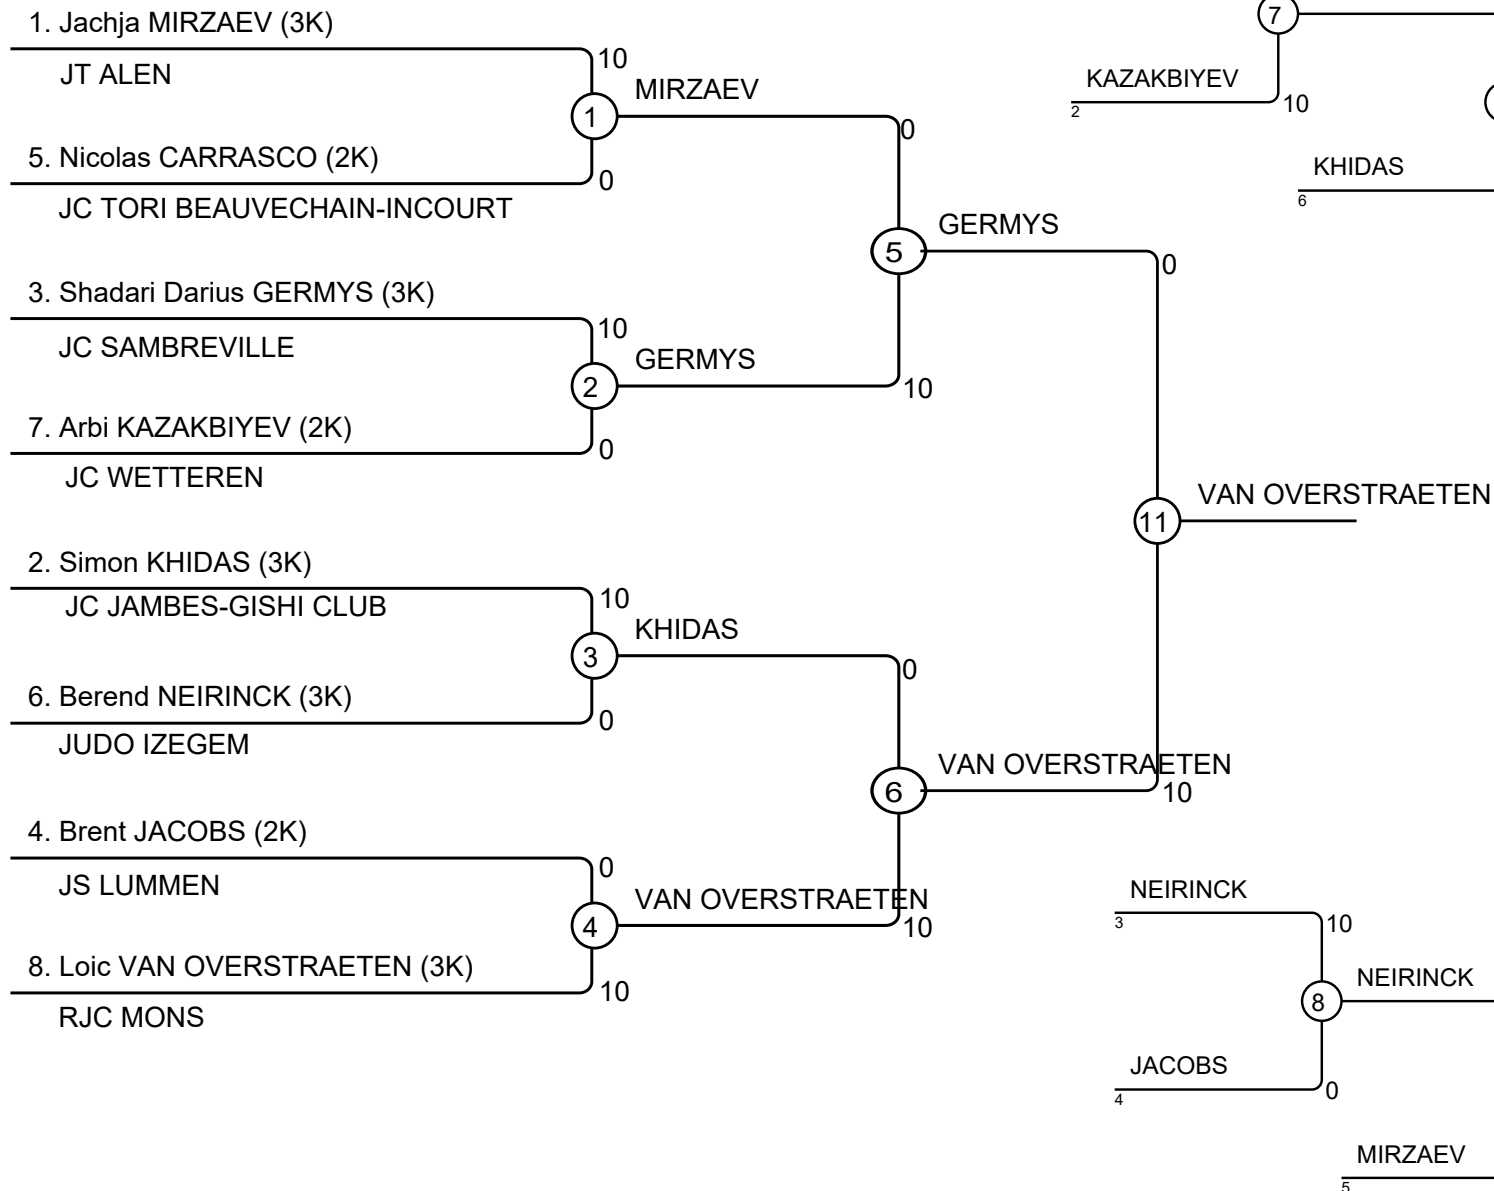 1. Jachja MIRZAEV (3K)
JT ALEN
10
1
MIRZAEV
5. Nicolas CARRASCO (2K)
0
JC TORI BEAUVECHAIN-INCOURT
0
5
GERMYS
3. Shadari Darius GERMYS (3K)
10
JC SAMBREVILLE
2
GERMYS
10
7. Arbi KAZAKBIYEV (2K)
0
JC WETTEREN
0
11
VAN OVERSTRAETEN
2. Simon KHIDAS (3K)
10
JC JAMBES-GISHI CLUB
3
KHIDAS
6. Berend NEIRINCK (3K)
0
JUDO IZEGEM
0
6
VAN OVERSTRAETEN
10
4. Brent JACOBS (2K)
0
JS LUMMEN
4
VAN OVERSTRAETEN
10
8. Loic VAN OVERSTRAETEN (3K)
10
RJC MONS
7
KAZAKBIYEV
2
10
KHIDAS
6
NEIRINCK
3
10
8
NEIRINCK
JACOBS
4
0
MIRZAEV
5